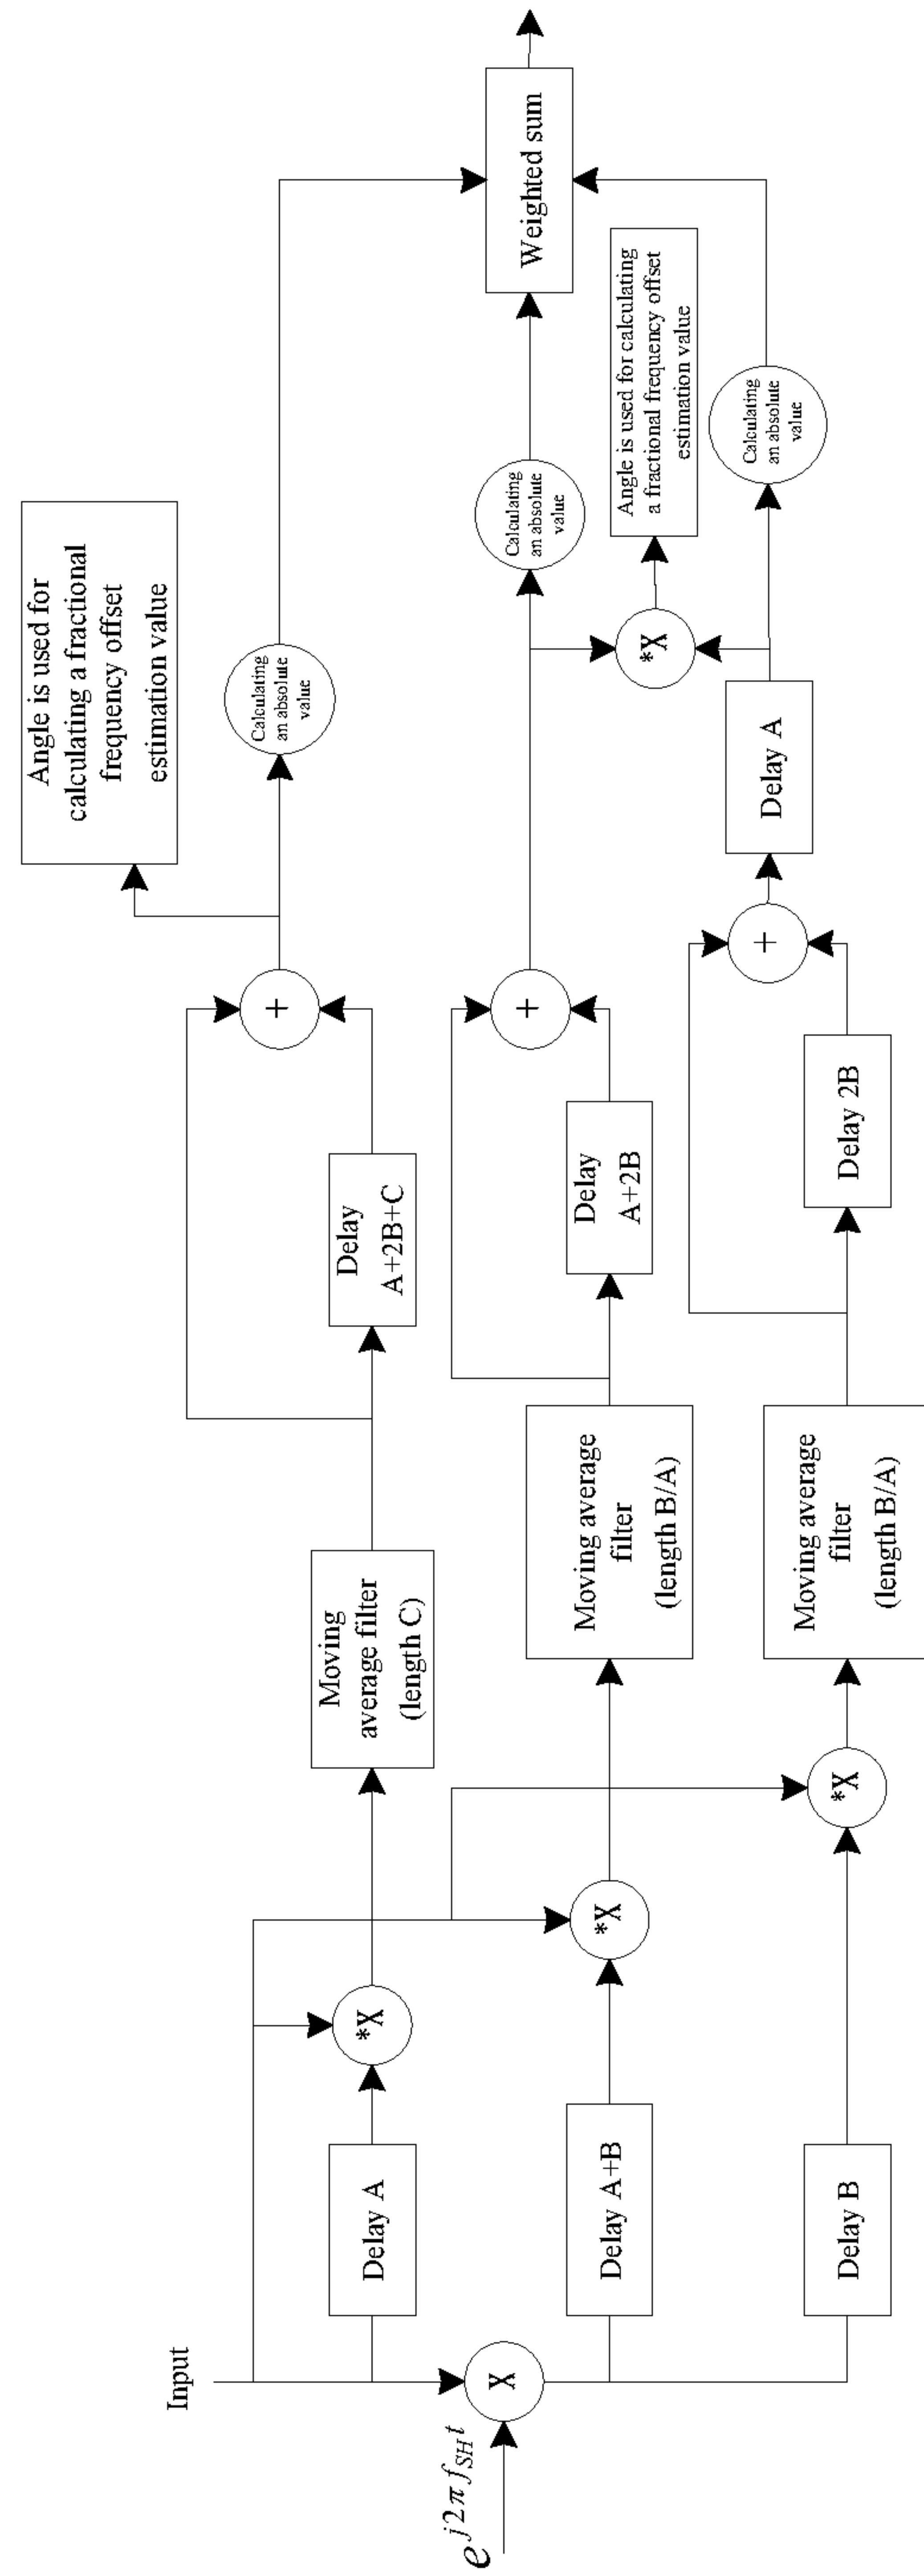 Input
e^{j2πf_{SH}t}
X
Delay A
Delay A+B
Delay B
*X
*X
*X
Moving
average filter
(length C)
Moving average
filter
(length B/A)
Moving average
filter
(length B/A)
Delay
A+2B+C
Delay
A+2B
Delay 2B
+
+
+
Angle is used for
calculating a fractional
frequency offset
estimation value
Calculating
an absolute
value
Delay A
*X
Calculating
an absolute
value
Angle is used for calculating
a fractional frequency offset
estimation value
Calculating
an absolute
value
Weighted sum